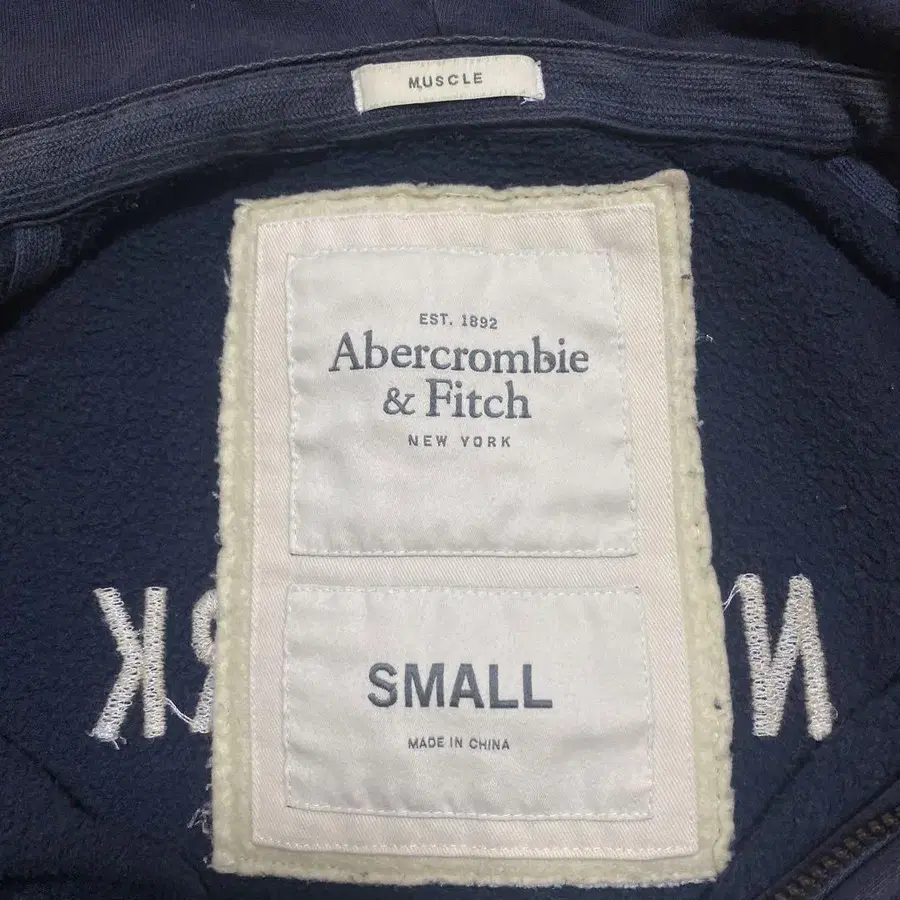 MUSCLE
EST. 1892
Abercrombie
& Fitch
NEW YORK
SMALL
MADE IN CHINA